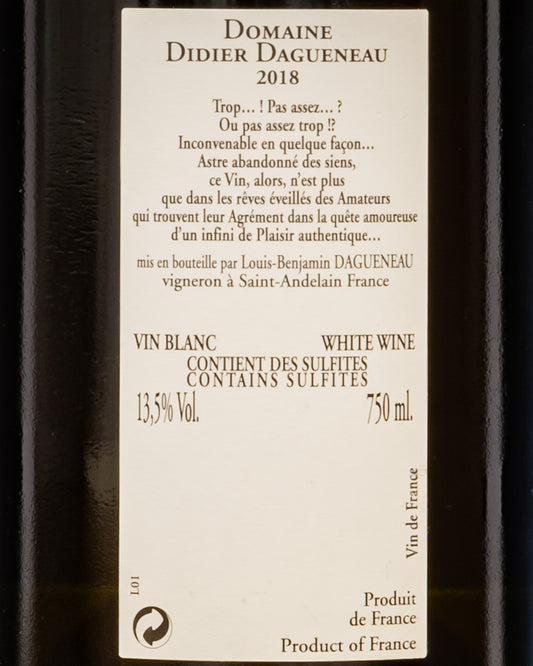 Domaine
Didier Dagueneau
2018
Trop... ! Pas assez... ?
Ou pas assez trop !?
Inconvenable en quelque façon...
Astre abandonné des siens,
ce Vin, alors, n'est plus
que dans les rêves éveillés des Amateurs
qui trouvent leur Agrément dans la quête amoureuse
d'un infini de Plaisir authentique...
mis en bouteille par Louis-Benjamin DAGUENEAU
vigneron à Saint-Andelain France
VIN BLANC WHITE WINE
CONTIENT DES SULFITES
CONTAINS SULFITES
13,5% Vol. 750 ml.
Vin de France
L01
Produit
de France
Product of France